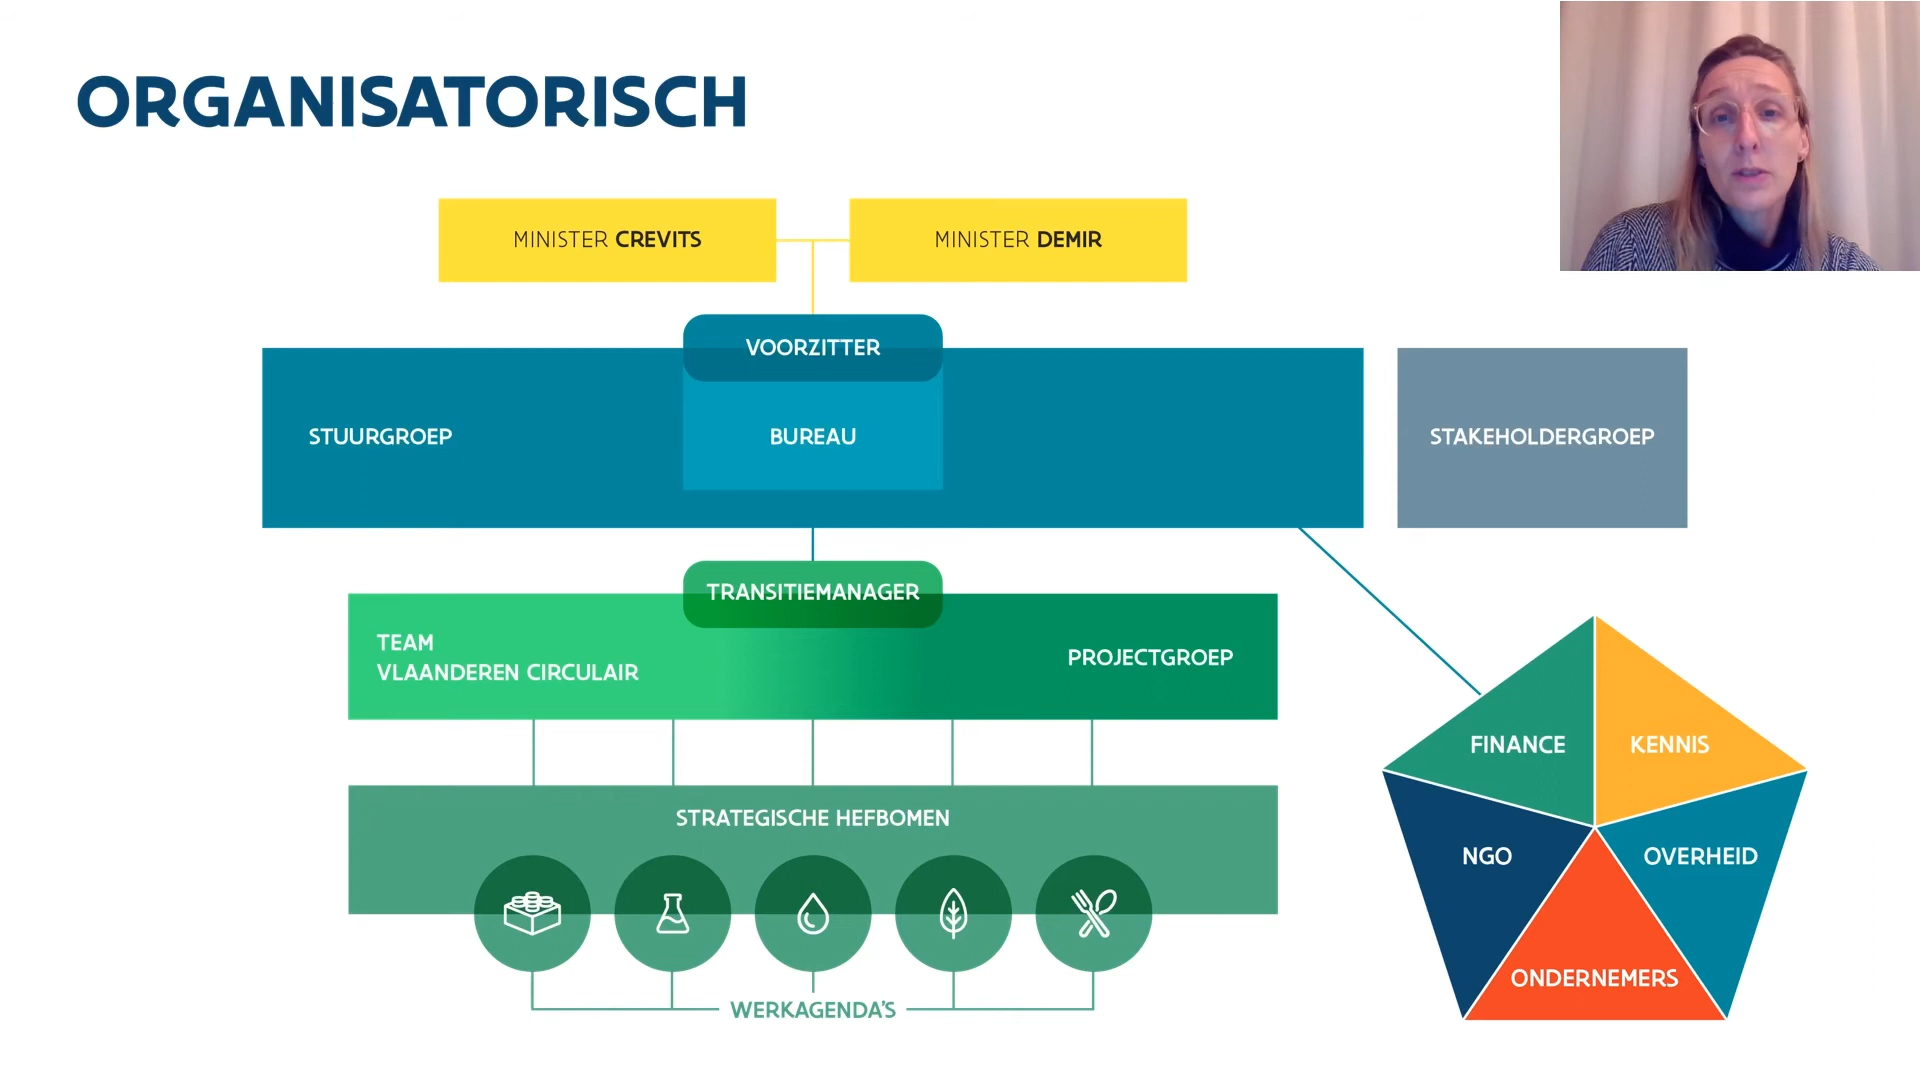 ORGANISATORISCH
MINISTER CREVITS
MINISTER DEMIR
VOORZITTER
STUURGROEP
BUREAU
STAKEHOLDERGROEP
TRANSITIEMANAGER
TEAM
VLAANDEREN CIRCULAIR
PROJECTGROEP
STRATEGISCHE HEFBOMEN
WERKAGENDA'S
FINANCE
KENNIS
NGO
OVERHEID
ONDERNEMERS